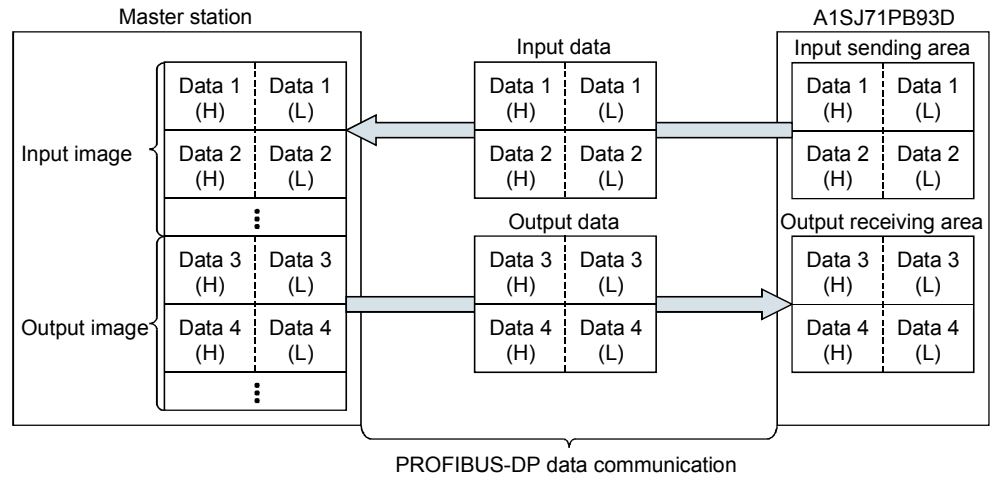 Master station
A1SJ71PB93D
Input data
Input sending area
Data 1 Data 1
(H) (L)
Data 1 Data 1
(H) (L)
Data 1 Data 1
(H) (L)
Input image
Data 2 Data 2
(H) (L)
Data 2 Data 2
(H) (L)
Data 2 Data 2
(H) (L)
Output data
Output receiving area
Data 3 Data 3
(H) (L)
Data 3 Data 3
(H) (L)
Data 3 Data 3
(H) (L)
Output image
Data 4 Data 4
(H) (L)
Data 4 Data 4
(H) (L)
Data 4 Data 4
(H) (L)
PROFIBUS-DP data communication